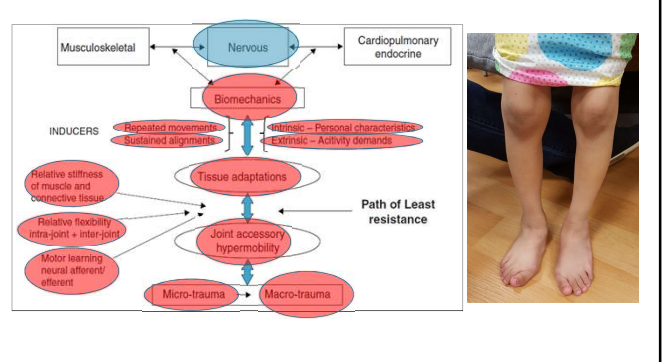 Musculoskeletal
Nervous
Cardiopulmonary
endocrine
Biomechanics
INDUCERS
Repeated movements
Sustained alignments
Intrinsic – Personal characteristics
Extrinsic – Acitivity demands
Relative stiffness
of muscle and
connective tissue
Tissue adaptations
Path of Least
resistance
Relative flexibility
intra-joint + inter-joint
Joint accessory
hypermobility
Motor learning
neural afferent/
efferent
Micro-trauma
Macro-trauma